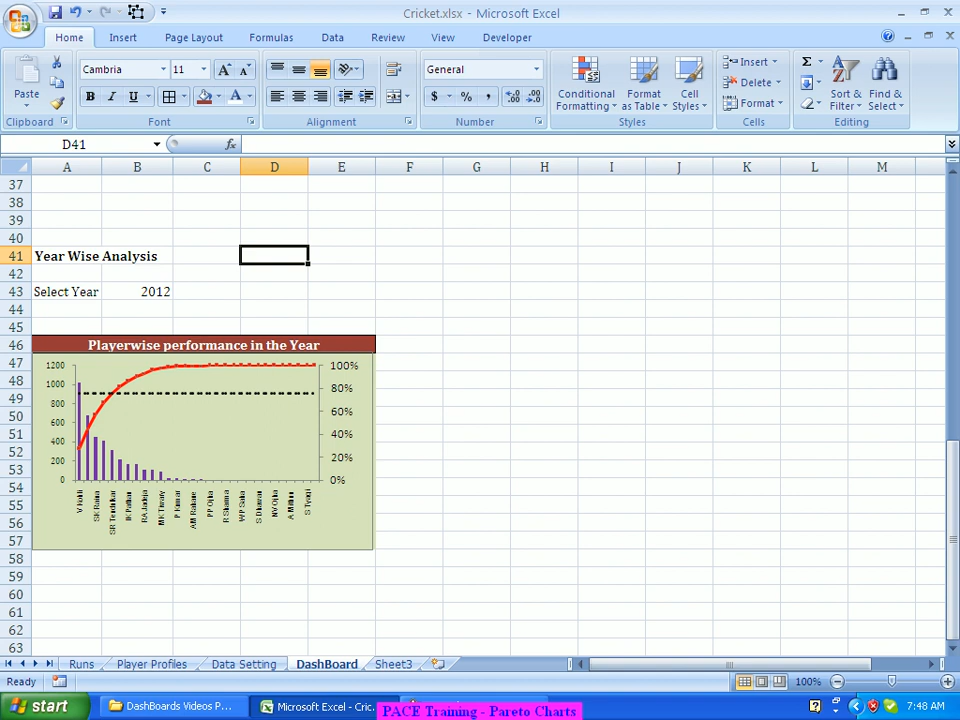 Cricket.xlsx - Microsoft Excel
Home Insert Page Layout Formulas Data Review View Developer
Paste
Cambria 11
B I U
A A
General
$ % ,
Conditional Formatting
Format as Table
Cell Styles
Insert
Delete
Format
Σ
Sort & Filter
Find & Select
Clipboard Font Alignment Number Styles Cells Editing
D41 fx
A B C D E F G H I J K L M
37
38
39
40
41 Year Wise Analysis
42
43 Select Year 2012
44
45
46 Playerwise performance in the Year
47
48
49
50
51
52
53
54
55
56
57
58
59
60
61
62
63
1200 100%
1000 80%
800 60%
600
400 40%
200 20%
0 0%
V Kohli
SK Raina
SR Tendulkar
IK Pathan
RA Jadeja
MK Tiwary
P Kumar
AM Rahane
PP Ojha
R Sharma
WP Saha
S Dhawan
NV Ojha
A Mithun
S Tyagi
Runs Player Profiles Data Setting DashBoard Sheet3
Ready 100%
start DashBoards Videos P... Microsoft Excel - Cric... 7:48 AM
PACE Training - Pareto Charts